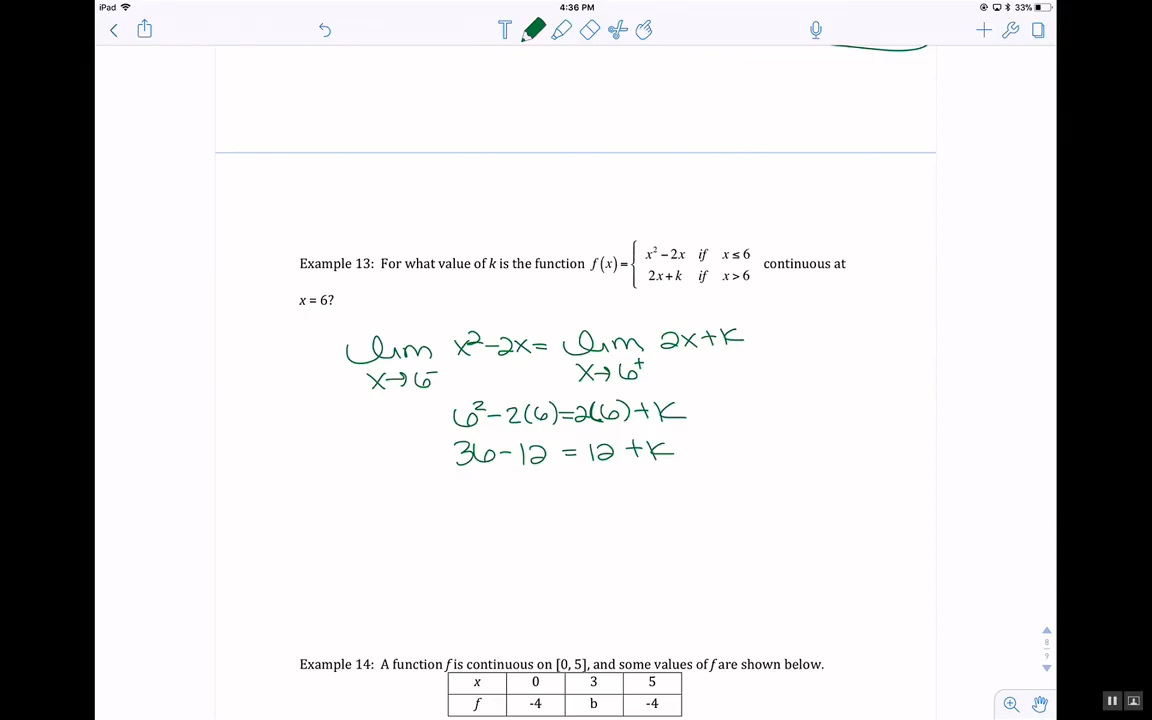 iPad 4:36 PM 33%
T
Example 13: For what value of k is the function f(x) = { x² − 2x if x ≤ 6
2x + k if x > 6 continuous at
x = 6?
lim x→6⁻ x² − 2x = lim x→6⁺ 2x + k
6² − 2(6) = 2(6) + k
36 − 12 = 12 + k
8
9
Example 14: A function f is continuous on [0, 5], and some values of f are shown below.
x 0 3 5
f -4 b -4